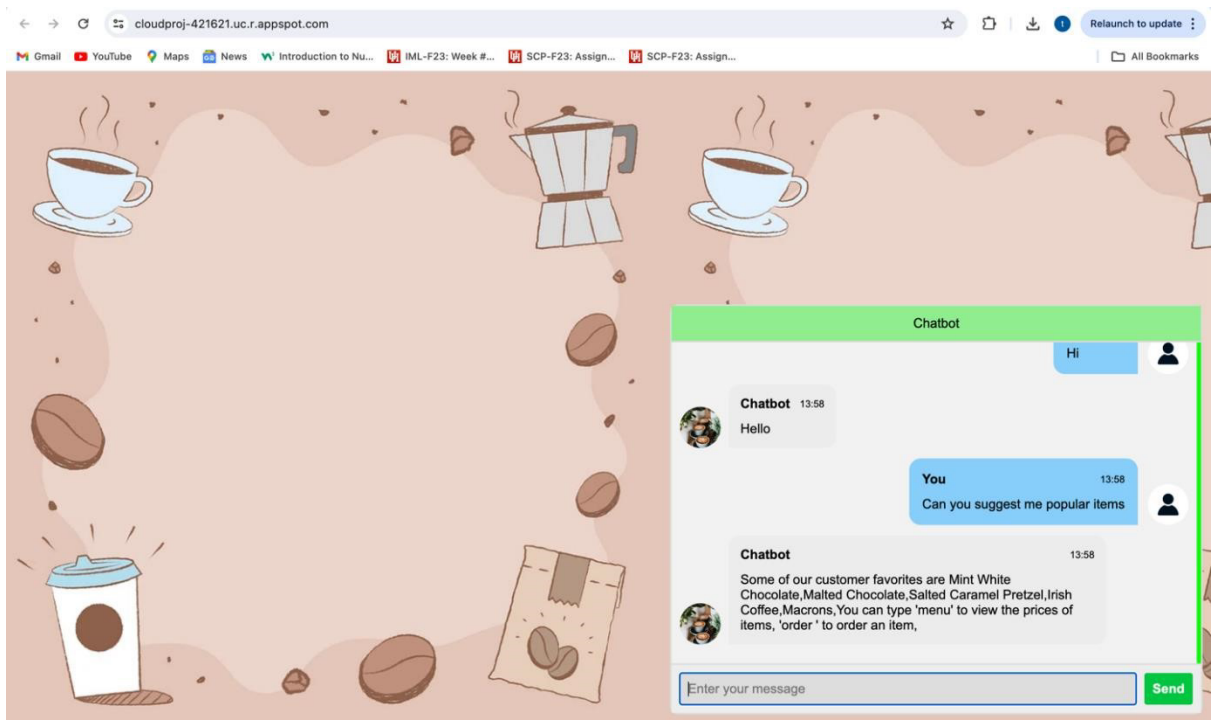 cloudproj-421621.uc.r.appspot.com
t
Relaunch to update
Gmail
YouTube
Maps
News
Introduction to Nu...
IML-F23: Week #...
SCP-F23: Assign...
SCP-F23: Assign...
All Bookmarks
Chatbot
Hi
Chatbot 13:58
Hello
You 13:58
Can you suggest me popular items
Chatbot 13:58
Some of our customer favorites are Mint White
Chocolate,Malted Chocolate,Salted Caramel Pretzel,Irish
Coffee,Macrons,You can type 'menu' to view the prices of
items, 'order ' to order an item,
Enter your message
Send